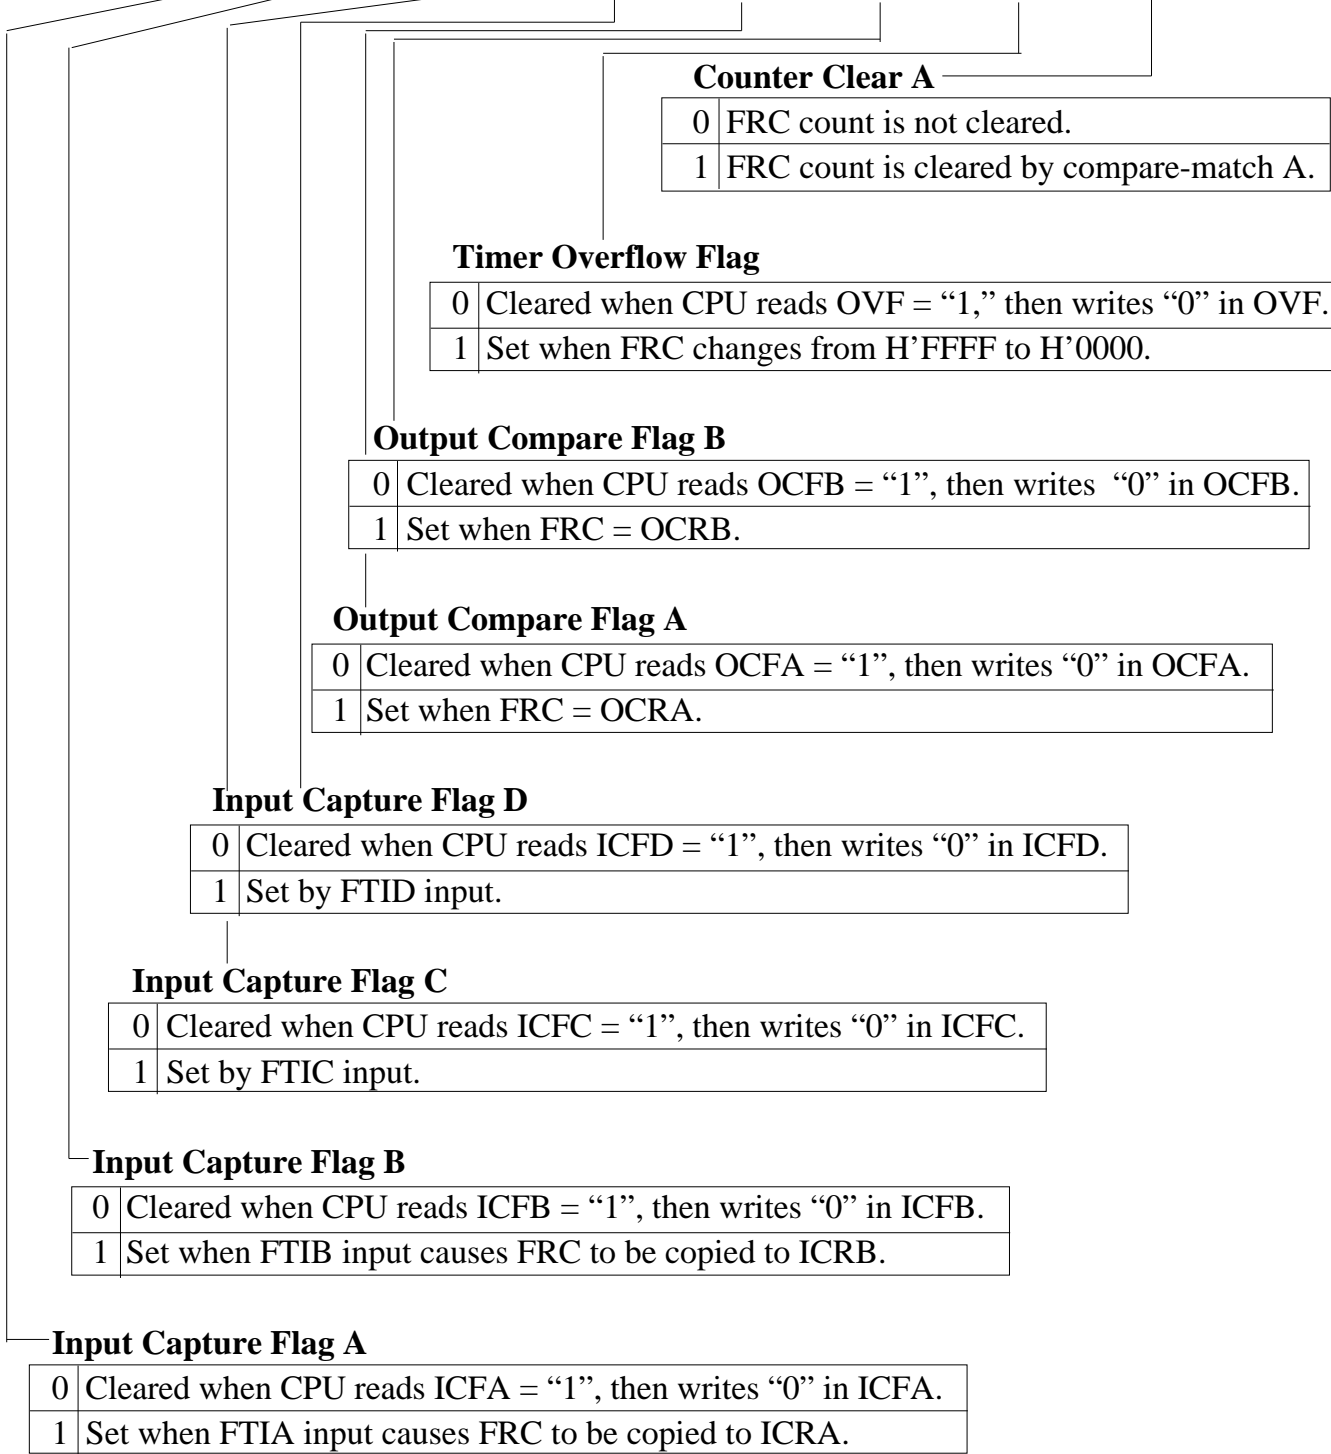 Counter Clear A
0 FRC count is not cleared.
1 FRC count is cleared by compare-match A.
Timer Overflow Flag
0 Cleared when CPU reads OVF = “1,” then writes “0” in OVF.
1 Set when FRC changes from H’FFFF to H’0000.
Output Compare Flag B
0 Cleared when CPU reads OCFB = “1”, then writes “0” in OCFB.
1 Set when FRC = OCRB.
Output Compare Flag A
0 Cleared when CPU reads OCFA = “1”, then writes “0” in OCFA.
1 Set when FRC = OCRA.
Input Capture Flag D
0 Cleared when CPU reads ICFD = “1”, then writes “0” in ICFD.
1 Set by FTID input.
Input Capture Flag C
0 Cleared when CPU reads ICFC = “1”, then writes “0” in ICFC.
1 Set by FTIC input.
Input Capture Flag B
0 Cleared when CPU reads ICFB = “1”, then writes “0” in ICFB.
1 Set when FTIB input causes FRC to be copied to ICRB.
Input Capture Flag A
0 Cleared when CPU reads ICFA = “1”, then writes “0” in ICFA.
1 Set when FTIA input causes FRC to be copied to ICRA.